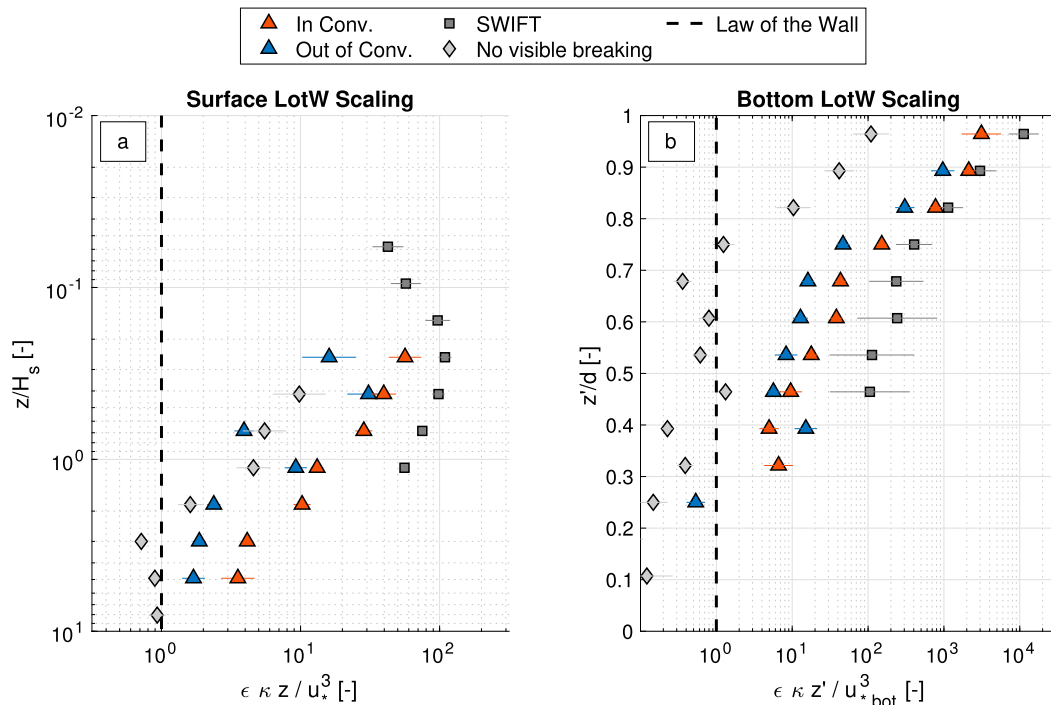 In Conv.
Out of Conv.
SWIFT
No visible breaking
Law of the Wall
Surface LotW Scaling
a
10^-2
10^-1
10^0
10^1
z/H_s [-]
10^0 10^1 10^2
ϵ κ z / u_*^3 [-]
Bottom LotW Scaling
b
1
0.9
0.8
0.7
0.6
0.5
0.4
0.3
0.2
0.1
0
z'/d [-]
10^0 10^1 10^2 10^3 10^4
ϵ κ z' / u_*^3_bot [-]